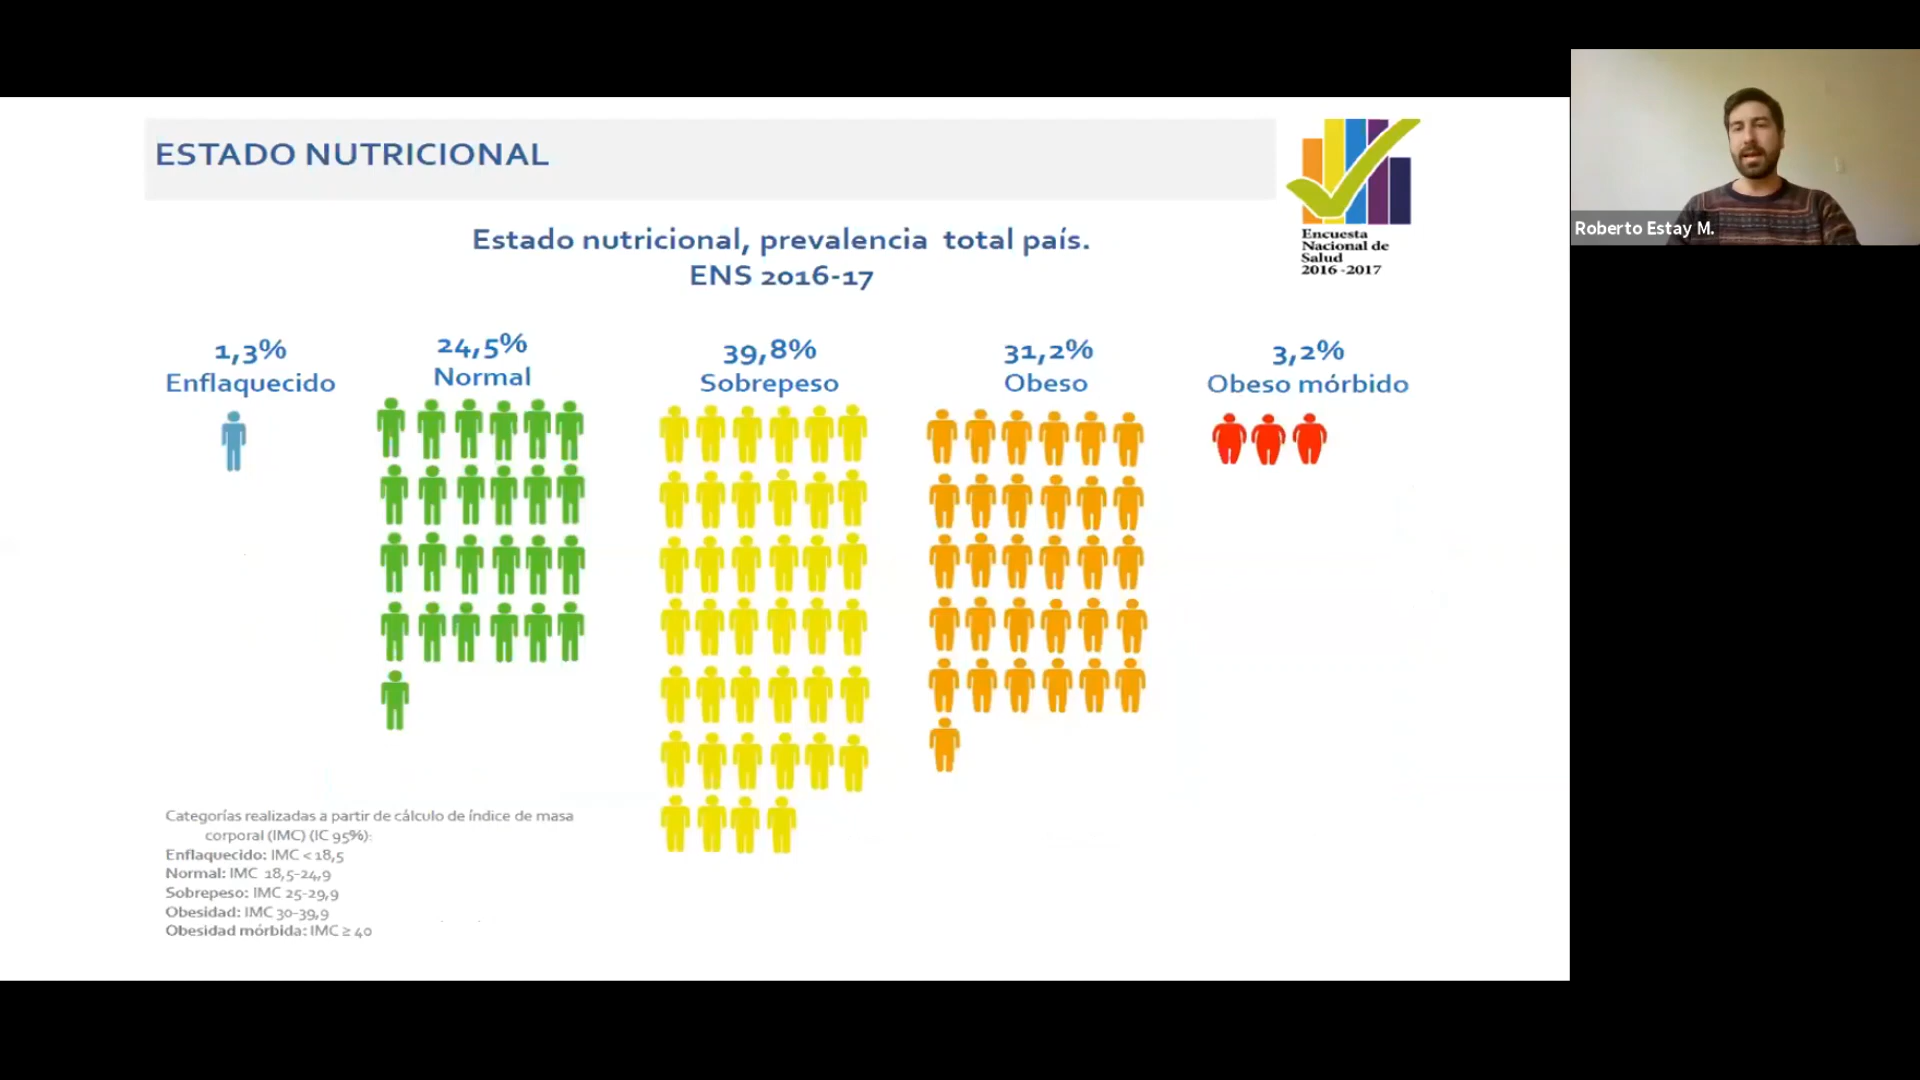 ESTADO NUTRICIONAL
Encuesta
Nacional de
Salud
2016-2017
Roberto Estay M.
Estado nutricional, prevalencia total país.
ENS 2016-17
1,3%
Enflaquecido
24,5%
Normal
39,8%
Sobrepeso
31,2%
Obeso
3,2%
Obeso mórbido
Categorías realizadas a partir de cálculo de índice de masa
corporal (IMC) (IC 95%):
Enflaquecido: IMC < 18,5
Normal: IMC 18,5-24,9
Sobrepeso: IMC 25-29,9
Obesidad: IMC 30-39,9
Obesidad mórbida: IMC ≥ 40